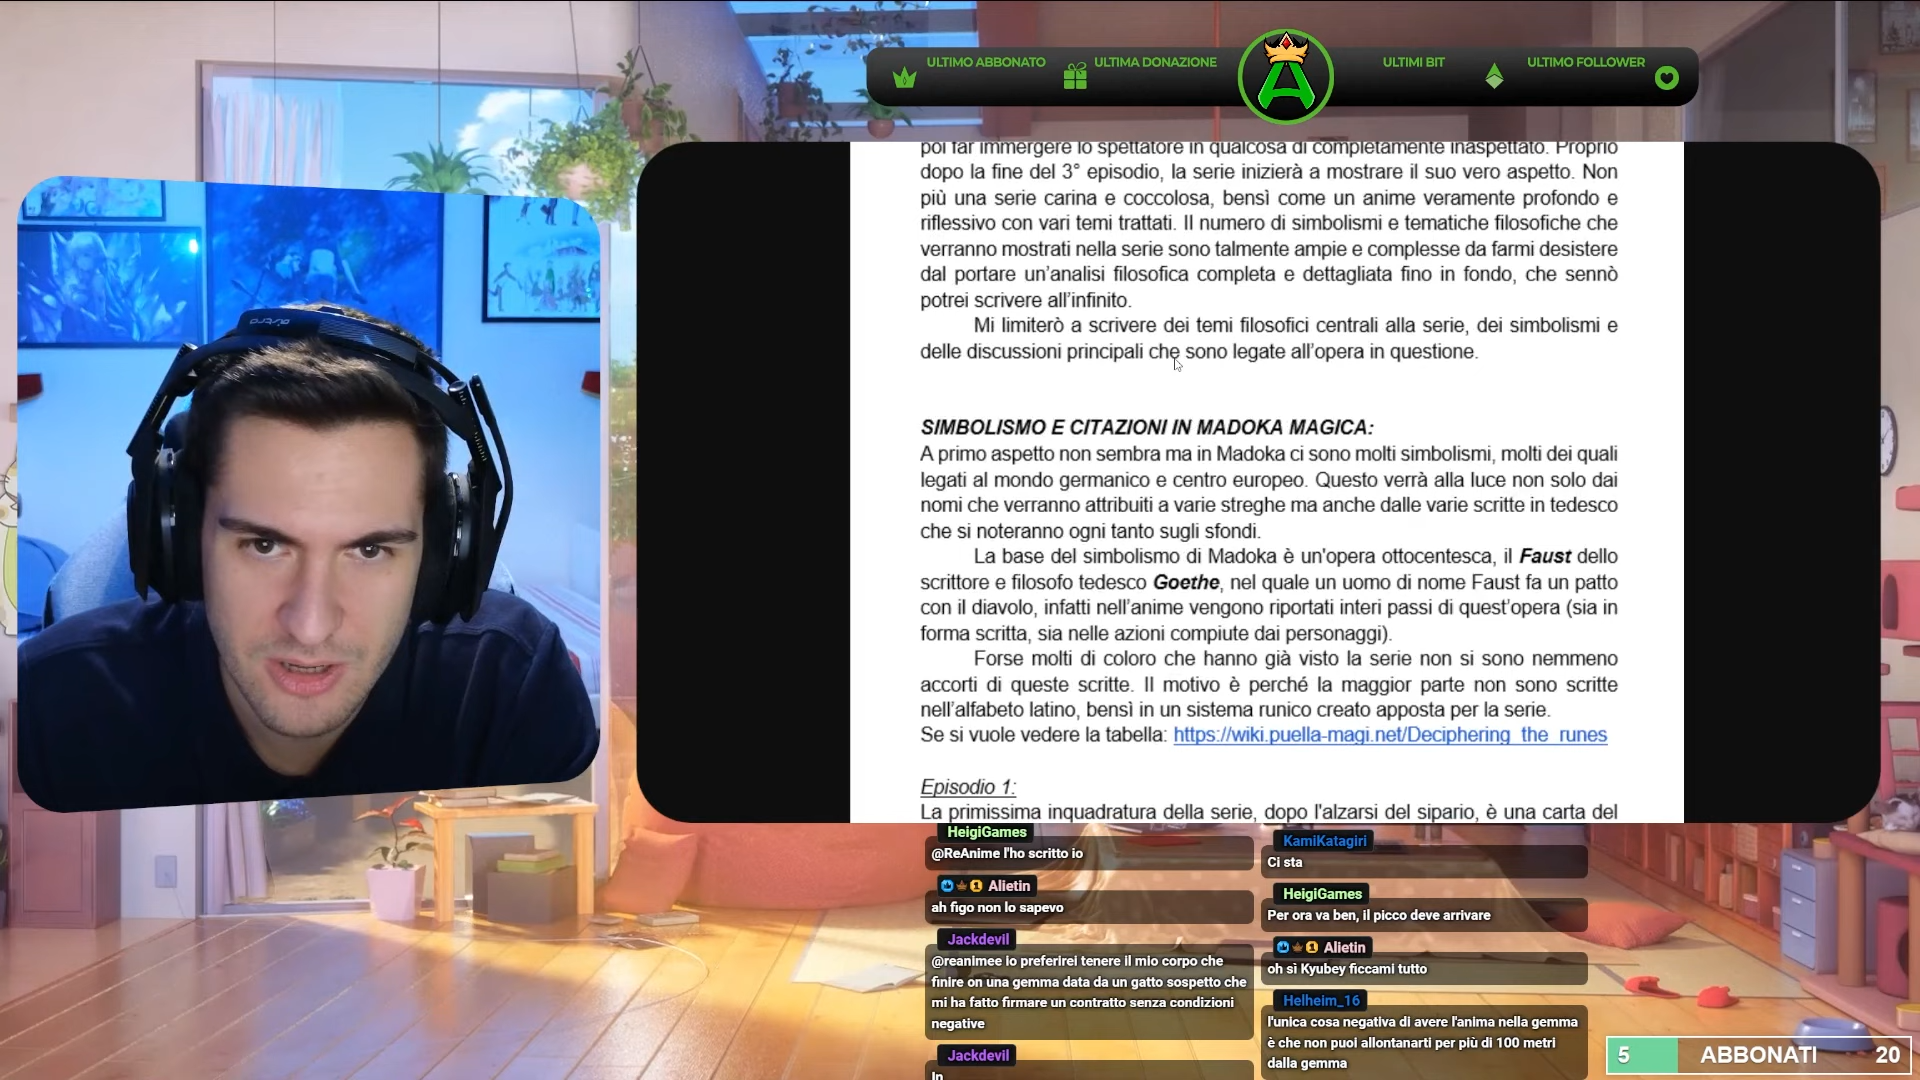 ULTIMO ABBONATO
ULTIMA DONAZIONE
ULTIMI BIT
ULTIMO FOLLOWER
poi far immergere lo spettatore in qualcosa di completamente inaspettato. Proprio
dopo la fine del 3° episodio, la serie inizierà a mostrare il suo vero aspetto. Non
più una serie carina e coccolosa, bensì come un anime veramente profondo e
riflessivo con vari temi trattati. Il numero di simbolismi e tematiche filosofiche che
verranno mostrati nella serie sono talmente ampie e complesse da farmi desistere
dal portare un'analisi filosofica completa e dettagliata fino in fondo, che sennò
potrei scrivere all'infinito.
Mi limiterò a scrivere dei temi filosofici centrali alla serie, dei simbolismi e
delle discussioni principali che sono legate all'opera in questione.
SIMBOLISMO E CITAZIONI IN MADOKA MAGICA:
A primo aspetto non sembra ma in Madoka ci sono molti simbolismi, molti dei quali
legati al mondo germanico e centro europeo. Questo verrà alla luce non solo dai
nomi che verranno attribuiti a varie streghe ma anche dalle varie scritte in tedesco
che si noteranno ogni tanto sugli sfondi.
La base del simbolismo di Madoka è un'opera ottocentesca, il Faust dello
scrittore e filosofo tedesco Goethe, nel quale un uomo di nome Faust fa un patto
con il diavolo, infatti nell'anime vengono riportati interi passi di quest'opera (sia in
forma scritta, sia nelle azioni compiute dai personaggi).
Forse molti di coloro che hanno già visto la serie non si sono nemmeno
accorti di queste scritte. Il motivo è perché la maggior parte non sono scritte
nell'alfabeto latino, bensì in un sistema runico creato apposta per la serie.
Se si vuole vedere la tabella: https://wiki.puella-magi.net/Deciphering_the_runes
Episodio 1:
La primissima inquadratura della serie, dopo l'alzarsi del sipario, è una carta del
HeigiGames
@ReAnime l'ho scritto io
Alietin
ah figo non lo sapevo
Jackdevil
@reanimee io preferirei tenere il mio corpo che
finire on una gemma data da un gatto sospetto che
mi ha fatto firmare un contratto senza condizioni
negative
Jackdevil
In
KamiKatagiri
Ci sta
HeigiGames
Per ora va ben, il picco deve arrivare
Alietin
oh sì Kyubey ficcami tutto
Helheim_16
l'unica cosa negativa di avere l'anima nella gemma
è che non puoi allontanarti per più di 100 metri
dalla gemma
5 ABBONATI 20